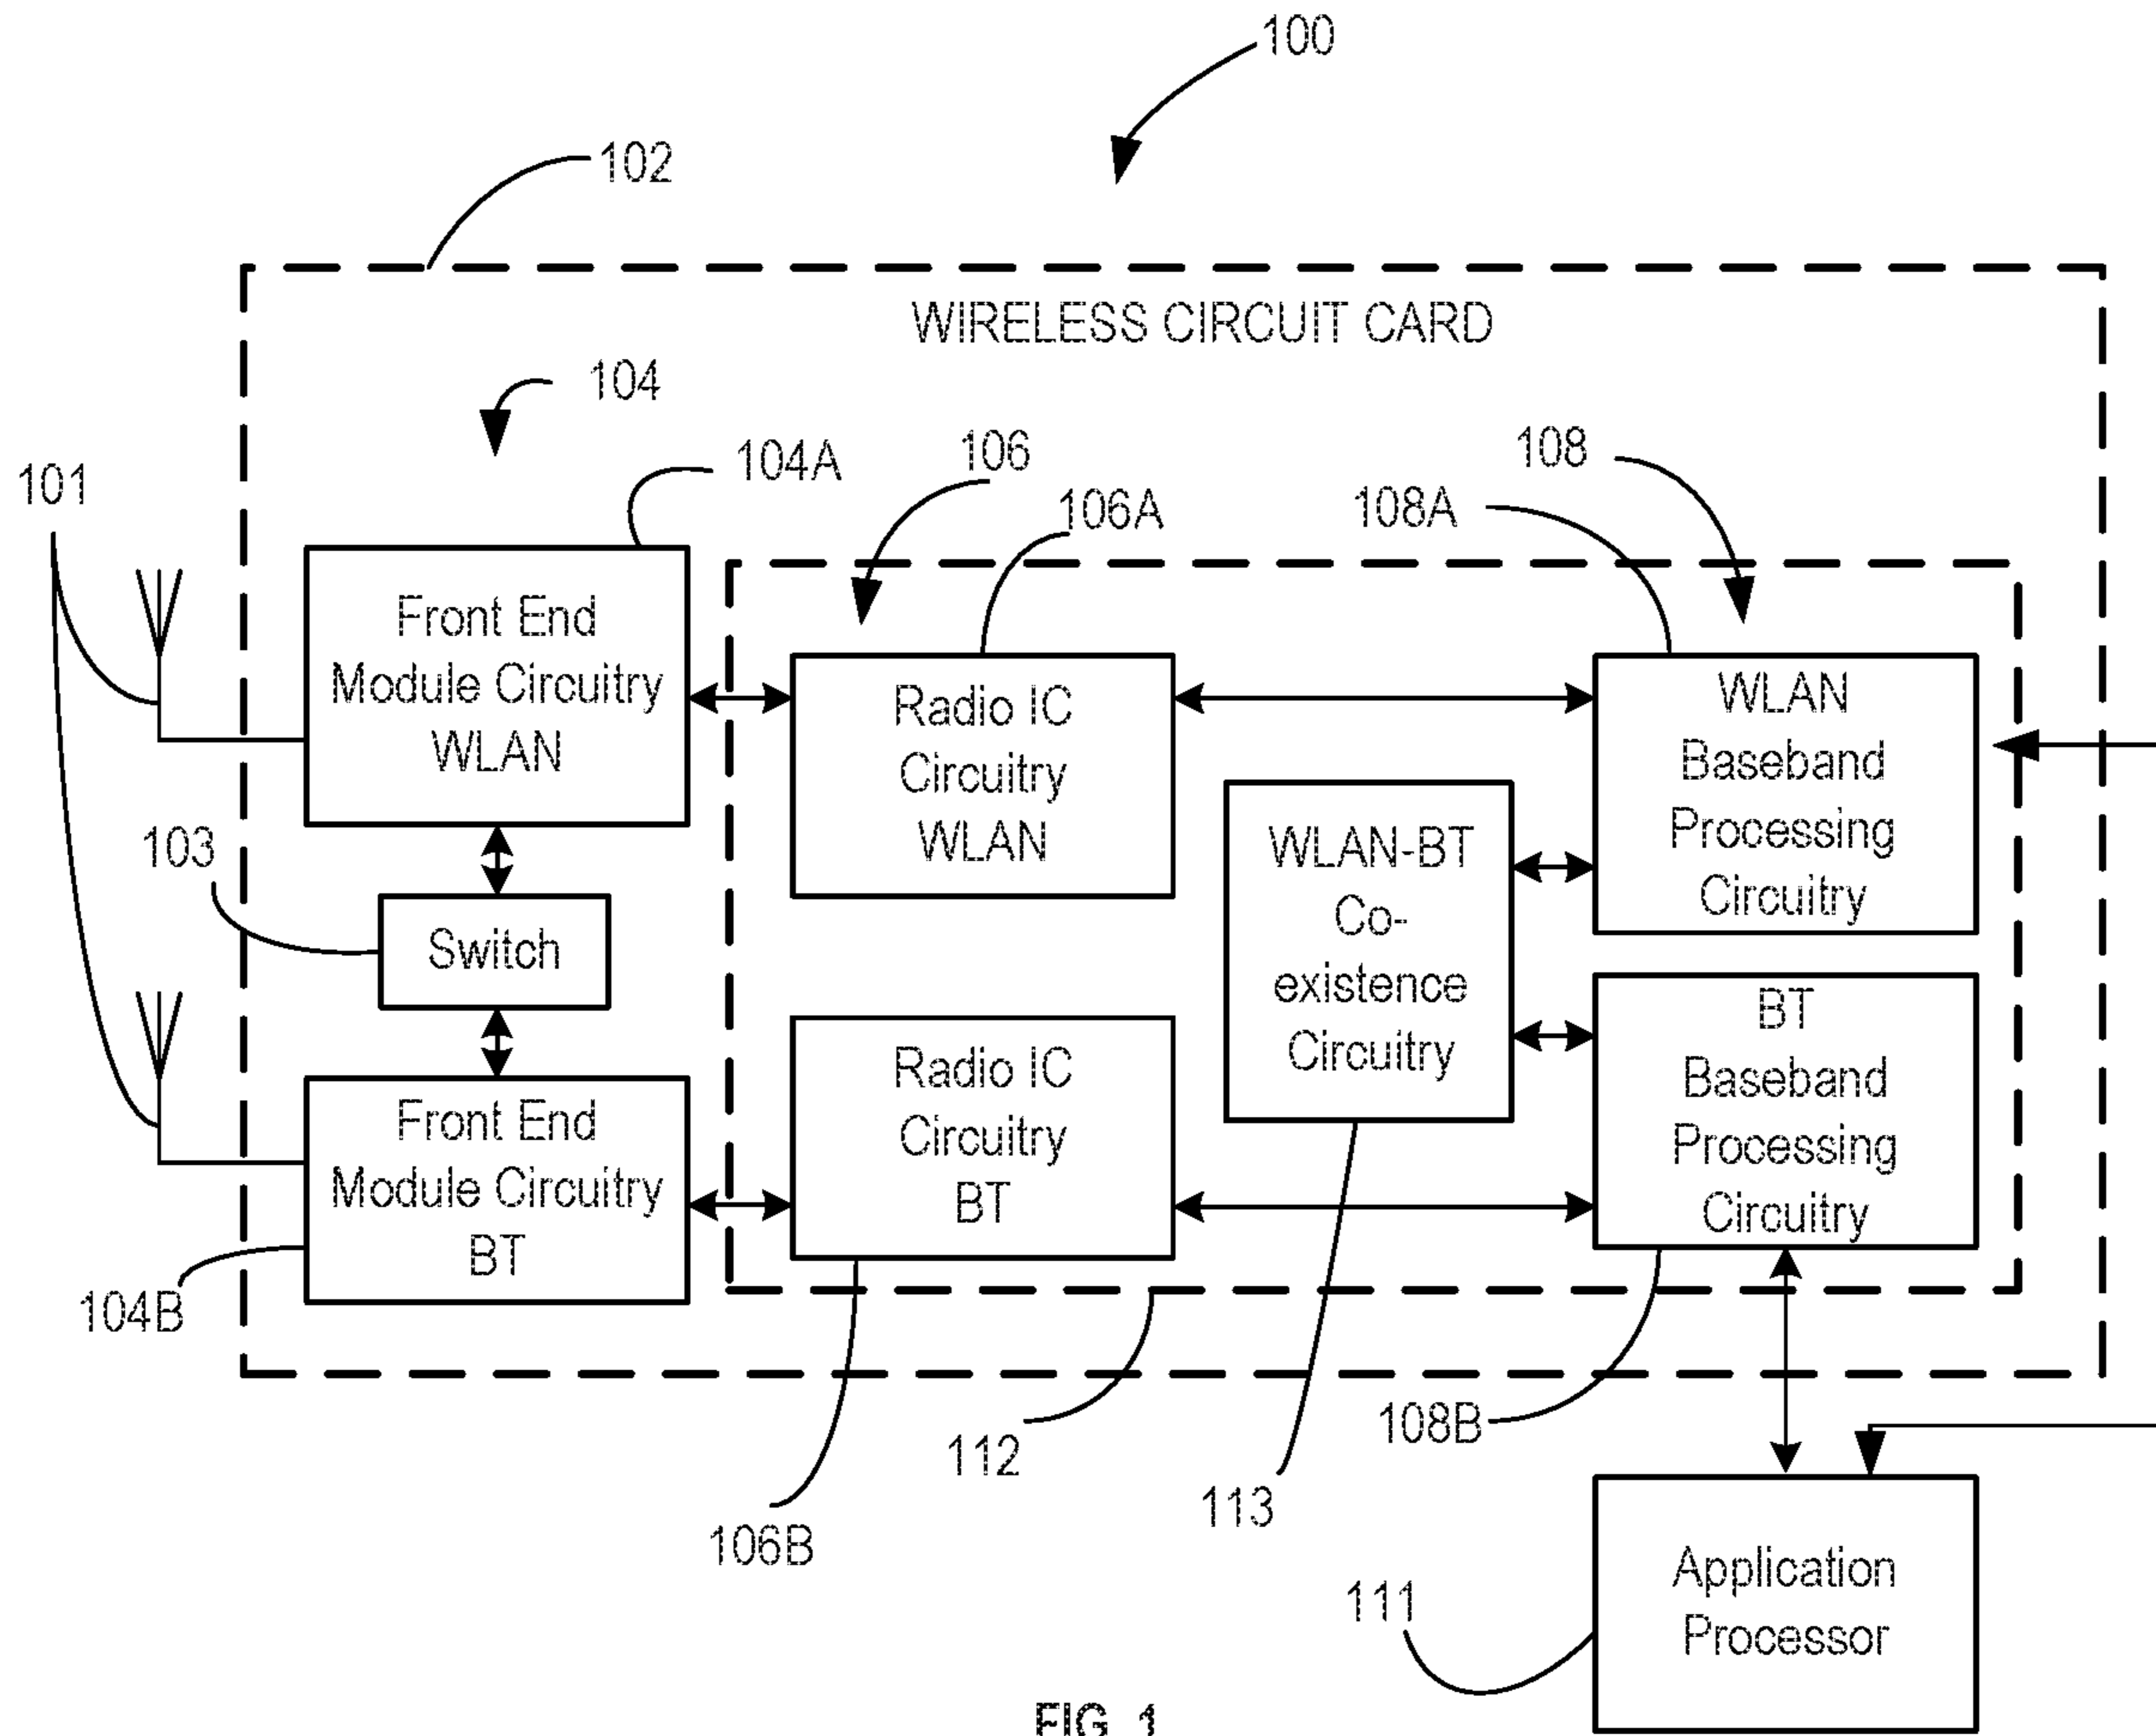 100
102
WIRELESS CIRCUIT CARD
104
104A
106
106A
108
108A
101
Front End
Module Circuitry
WLAN
Radio IC
Circuitry
WLAN
WLAN
Baseband
Processing
Circuitry
103
Switch
WLAN-BT
Co-
existence
Circuitry
Front End
Module Circuitry
BT
Radio IC
Circuitry
BT
BT
Baseband
Processing
Circuitry
104B
106B
112
113
108B
111
Application
Processor
FIG. 1